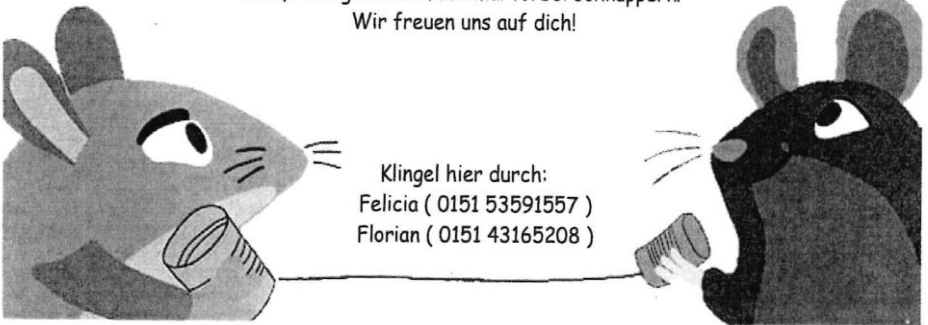 Wir freuen uns auf dich!
Klingel hier durch:
Felicia ( 0151 53591557 )
Florian ( 0151 43165208 )